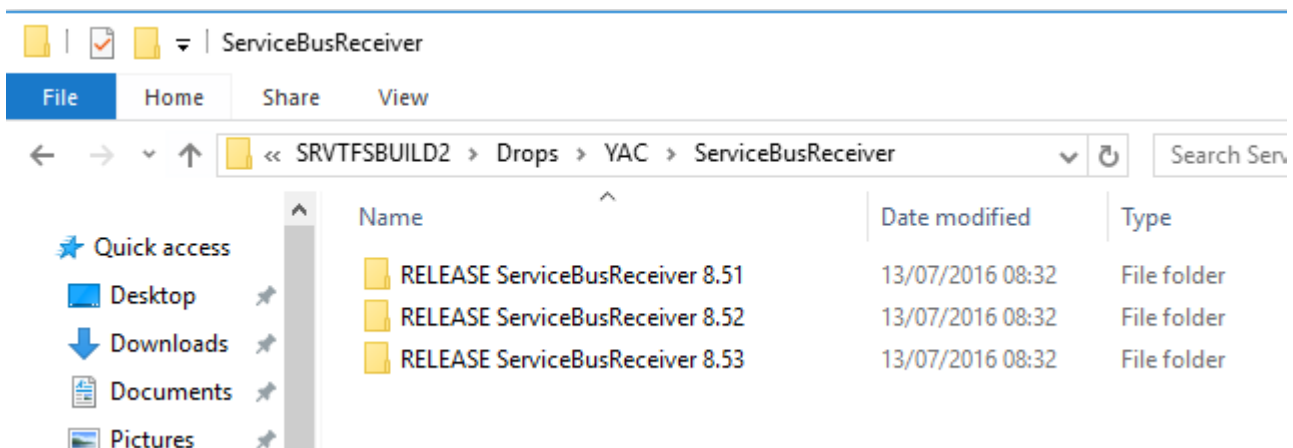 ServiceBusReceiver
File Home Share View
« SRVTFSBUILD2 > Drops > YAC > ServiceBusReceiver Search Serv
Name Date modified Type
Quick access
RELEASE ServiceBusReceiver 8.51 13/07/2016 08:32 File folder
Desktop
RELEASE ServiceBusReceiver 8.52 13/07/2016 08:32 File folder
Downloads
RELEASE ServiceBusReceiver 8.53 13/07/2016 08:32 File folder
Documents
Pictures